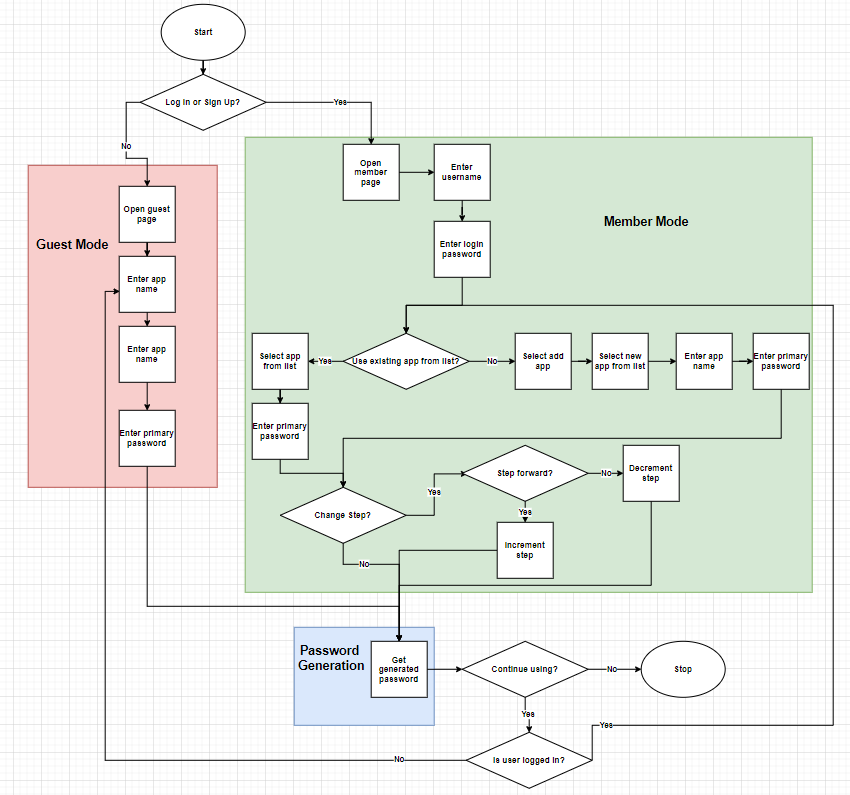 Start
Log in or Sign Up?
Yes
No
Open
member
page
Enter
username
Open guest
page
Guest Mode
Member Mode
Enter login
password
Enter app
name
Enter app
name
Enter primary
password
Use existing app from list?
Yes
Select app
from list
No
Select add
app
Select new
app from list
Enter app
name
Enter primary
password
Enter primary
password
Step forward?
No
Decrement
step
Yes
Change Step?
Yes
Increment
step
No
Password
Generation
Get
generated
password
Continue using?
No
Stop
Yes
Yes
Is user logged in?
No